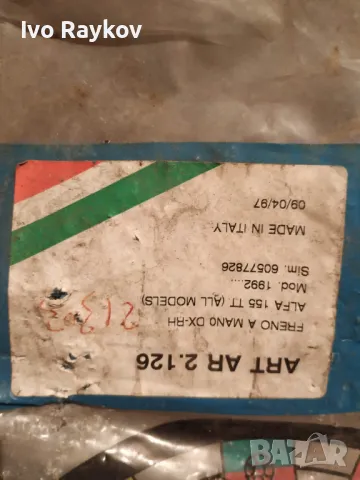 Ivo Raykov
ART AR 2.126
FRENO A MANO DX-RH
ALFA 155 TT (ALL MODELS)
Mod. 1992...
Sim. 60577826
MADE IN ITALY
09/04/97
BAZAR